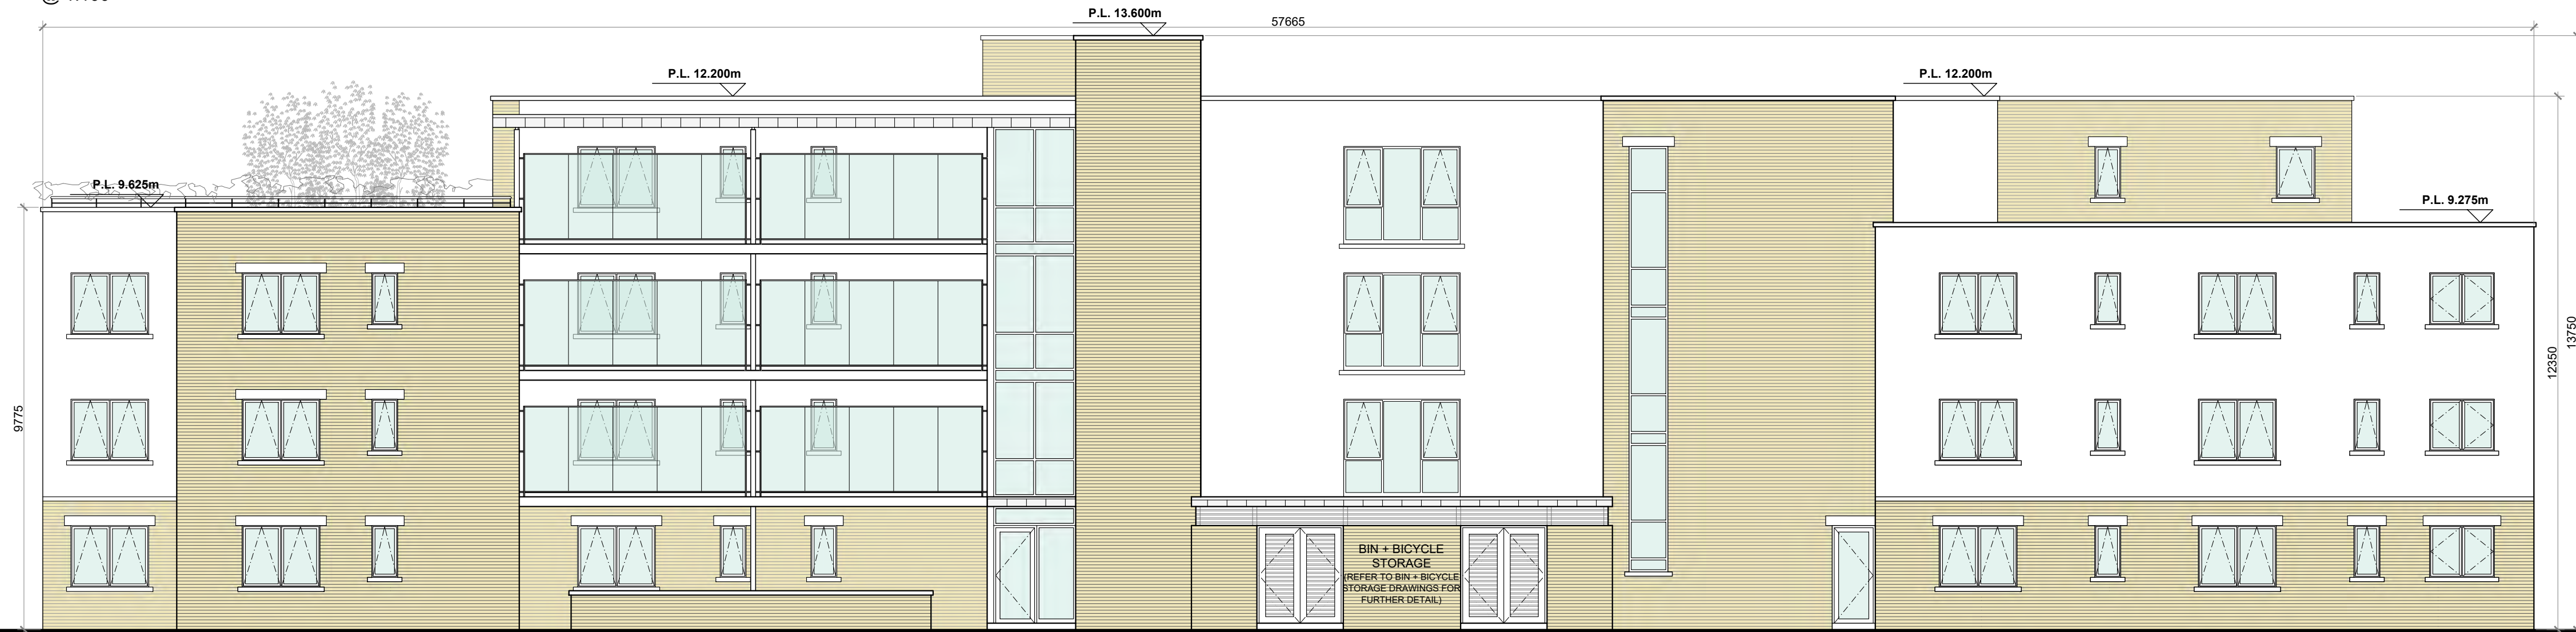 P.L. 13.600m
57665
P.L. 12.200m
P.L. 12.200m
P.L. 9.625m
P.L. 9.275m
9775
12350
13750
BIN + BICYCLE
STORAGE
(REFER TO BIN + BICYCLE
STORAGE DRAWINGS FOR
FURTHER DETAIL)